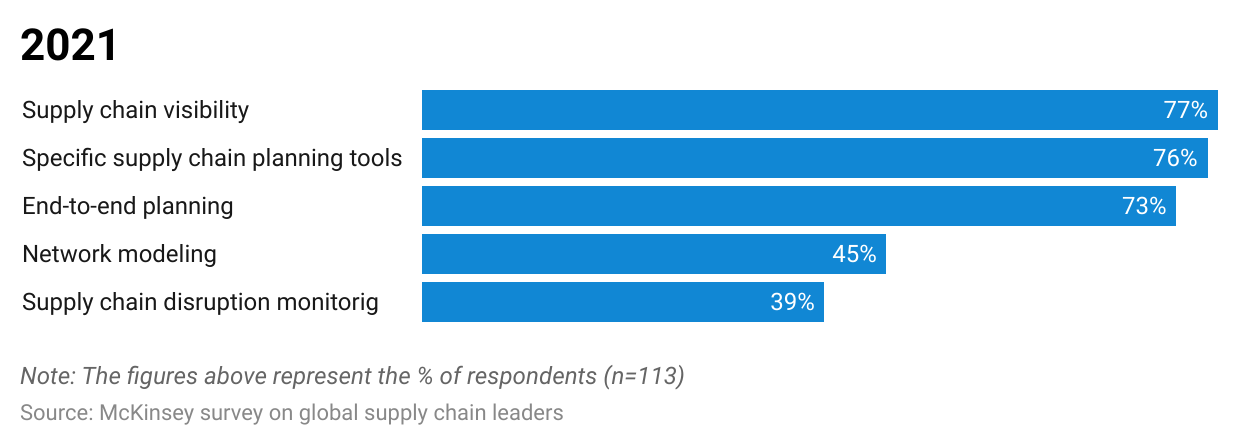 2021
Supply chain visibility 77%
Specific supply chain planning tools 76%
End-to-end planning 73%
Network modeling 45%
Supply chain disruption monitorig 39%
Note: The figures above represent the % of respondents (n=113)
Source: McKinsey survey on global supply chain leaders